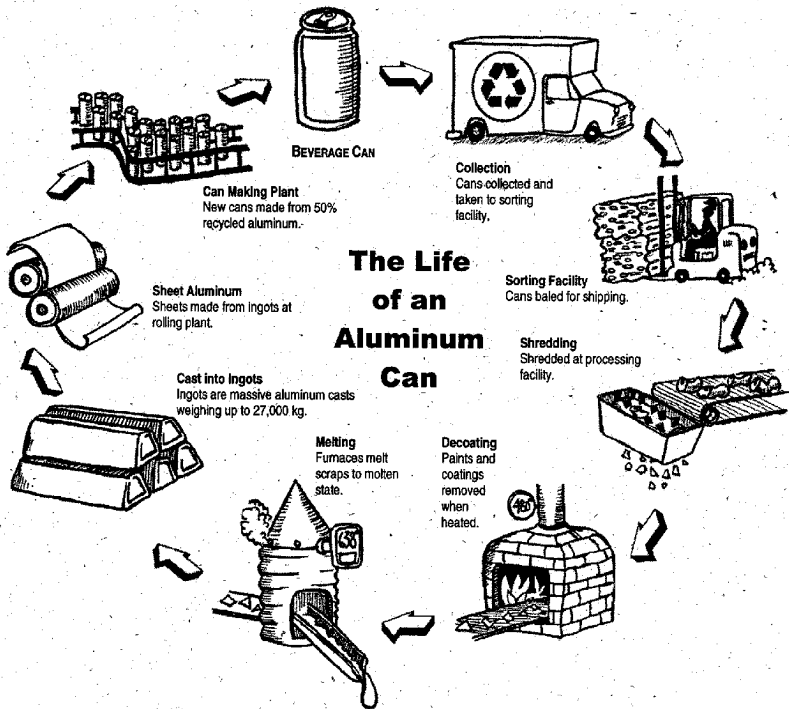 BEVERAGE CAN
Collection
Cans collected and
taken to sorting
facility.
Can Making Plant
New cans made from 50%
recycled aluminum.
The Life
of an
Aluminum
Can
Sorting Facility
Cans baled for shipping.
Sheet Aluminum
Sheets made from ingots at
rolling plant.
Shredding
Shredded at processing
facility.
Cast into Ingots
Ingots are massive aluminum casts
weighing up to 27,000 kg.
Melting
Furnaces melt
scraps to molten
state.
Decoating
Paints and
coatings
removed
when
heated.